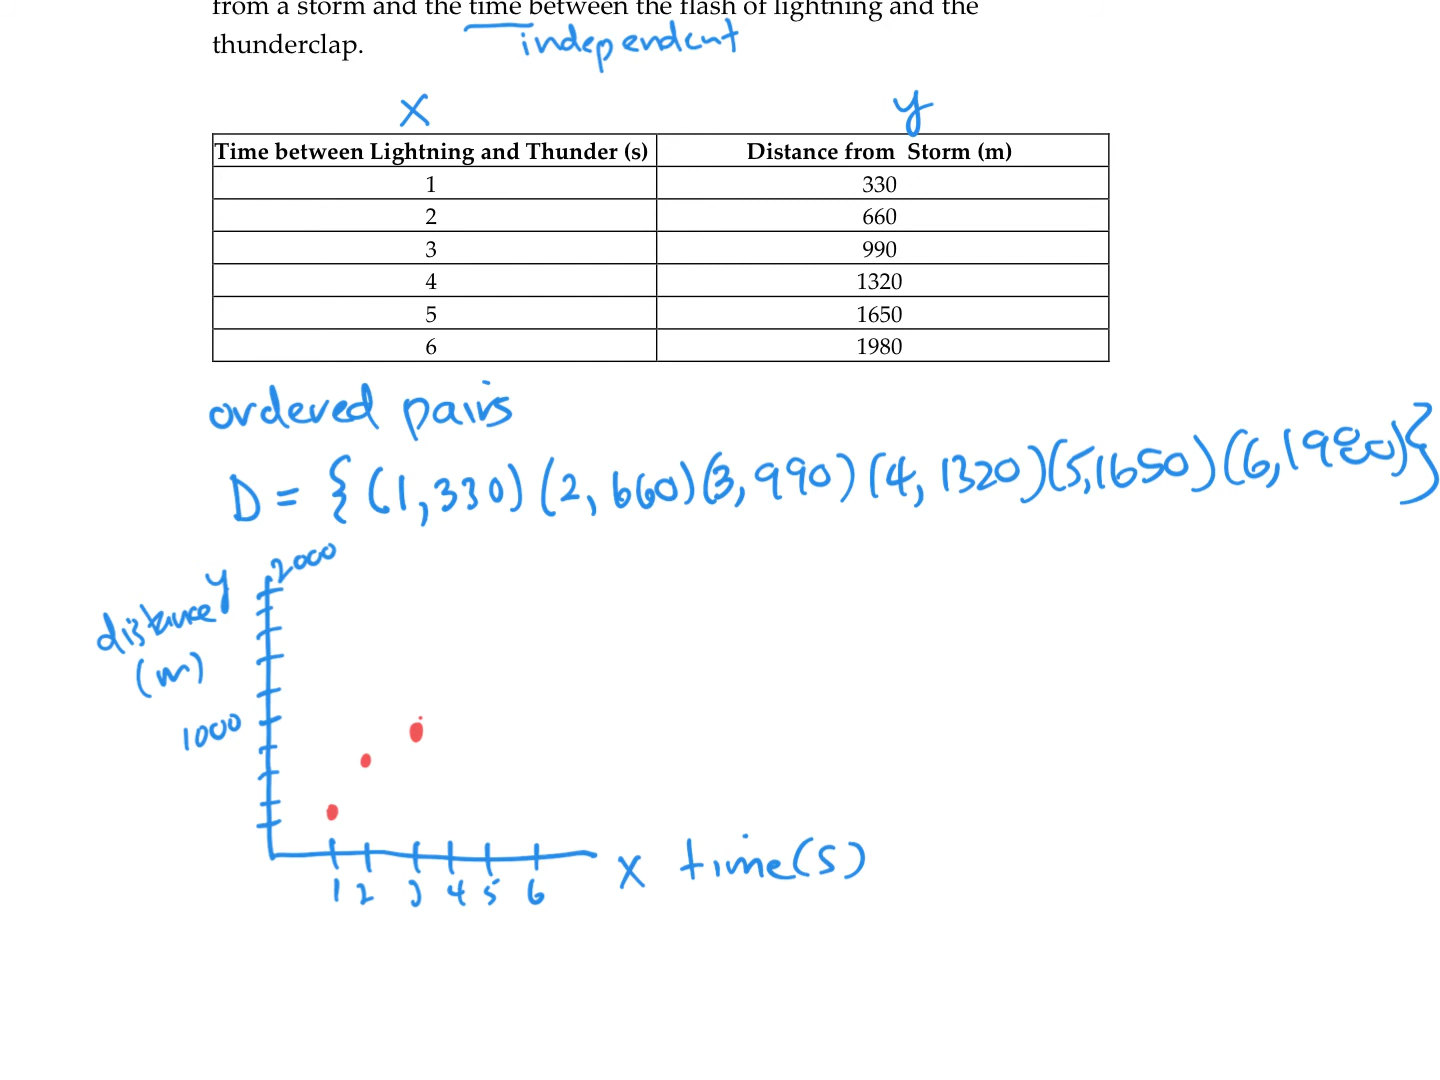 from a storm and the time between the flash of lightning and the
thunderclap.
independent
x y
Time between Lightning and Thunder (s) Distance from Storm (m)
1 330
2 660
3 990
4 1320
5 1650
6 1980
ordered pairs
D = {(1,330) (2,660)(3,990) (4,1320)(5,1650)(6,1980)}
2000
y
distance
(m)
1000
x time(s)
1 2 3 4 5 6